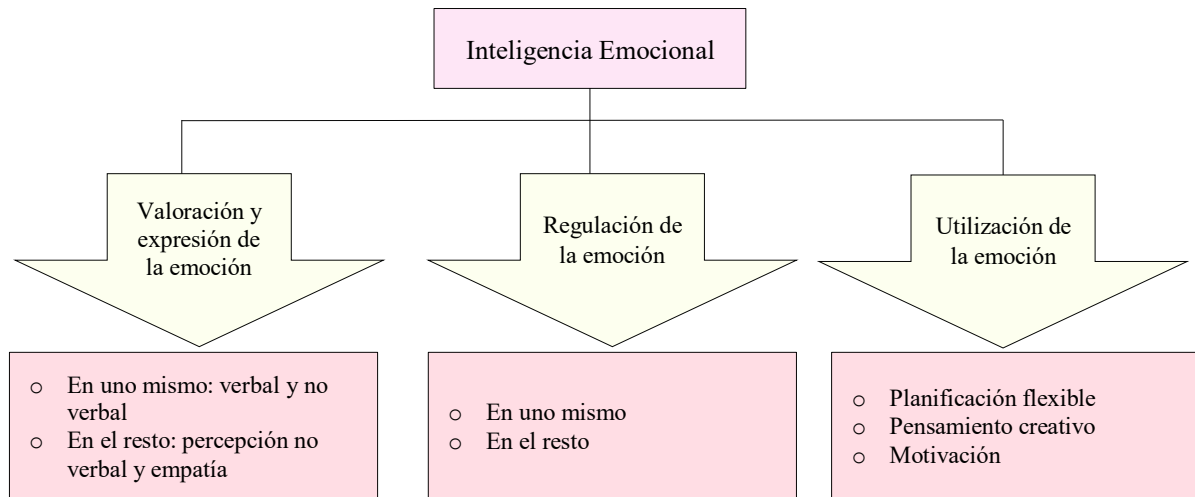 Inteligencia Emocional
Valoración y
expresión de
la emoción
Regulación de
la emoción
Utilización de
la emoción
o En uno mismo: verbal y no
verbal
o En el resto: percepción no
verbal y empatía
o En uno mismo
o En el resto
o Planificación flexible
o Pensamiento creativo
o Motivación